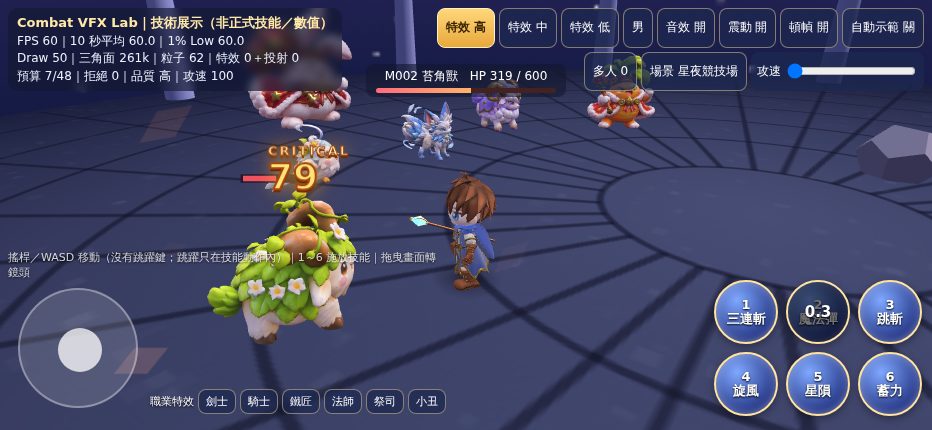 Combat VFX Lab｜技術展示（非正式技能／數值）
FPS 60｜10 秒平均 60.0｜1% Low 60.0
Draw 50｜三角面 261k｜粒子 62｜特效 0＋投射 0
預算 7/48｜拒絕 0｜品質 高｜攻速 100
特效 高
特效 中
特效 低
男
音效 開
震動 開
頓幀 開
自動示範 關
多人 0
場景 星夜競技場
攻速
M002 苔角獸 HP 319 / 600
CRITICAL
79
搖桿／WASD 移動（沒有跳躍鍵；跳躍只在技能動作內）｜1～6 施放技能｜拖曳畫面轉
鏡頭
1
三連斬
2
魔法彈
0.3
3
跳斬
4
旋風
5
星隕
6
蓄力
職業特效
劍士
騎士
鐵匠
法師
祭司
小丑